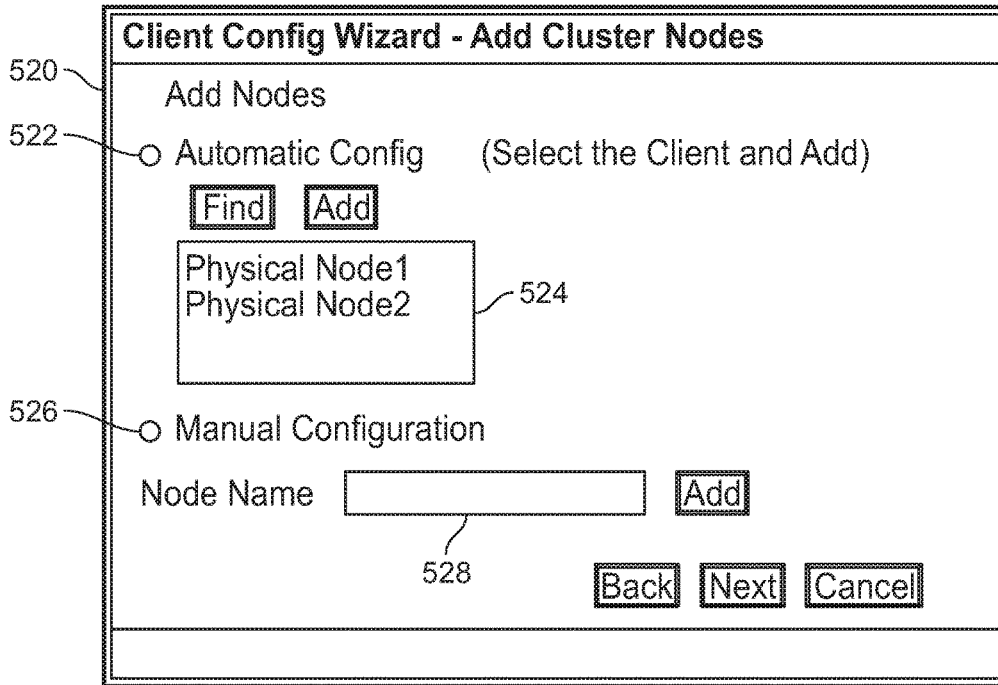 Client Config Wizard - Add Cluster Nodes
520
Add Nodes
522
Automatic Config (Select the Client and Add)
Find Add
Physical Node1
Physical Node2
524
526
Manual Configuration
Node Name Add
528
Back Next Cancel